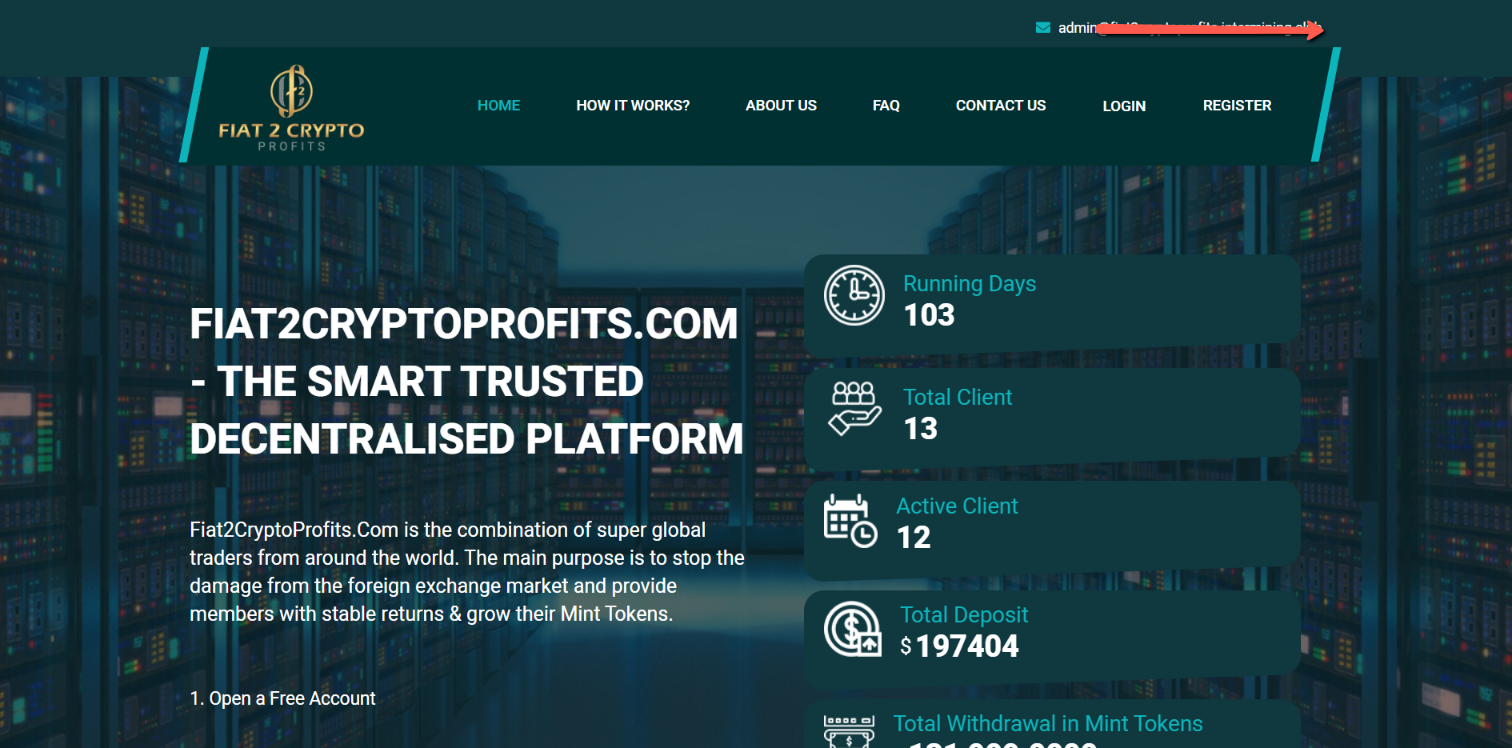 admin
FIAT 2 CRYPTO
PROFITS
HOME HOW IT WORKS? ABOUT US FAQ CONTACT US LOGIN REGISTER
FIAT2CRYPTOPROFITS.COM
- THE SMART TRUSTED
DECENTRALISED PLATFORM
Fiat2CryptoProfits.Com is the combination of super global
traders from around the world. The main purpose is to stop the
damage from the foreign exchange market and provide
members with stable returns & grow their Mint Tokens.
1. Open a Free Account
Running Days
103
Total Client
13
Active Client
12
Total Deposit
$197404
Total Withdrawal in Mint Tokens